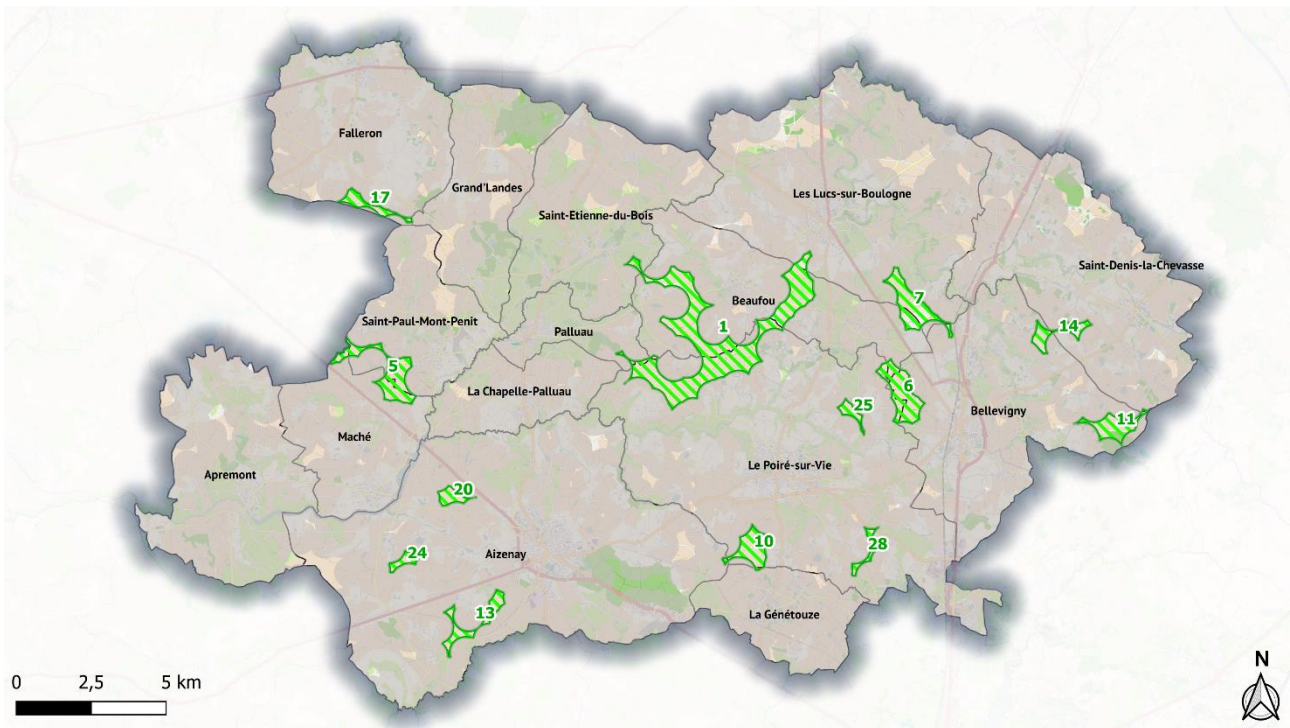 Falleron
17
Grand'Landes
Saint-Etienne-du-Bois
Les Lucs-sur-Boulogne
Saint-Denis-la-Chevasse
Beaufou
1
7
14
Saint-Paul-Mont-Penit
Palluau
5
La Chapelle-Palluau
6
25
Bellevigny
11
Maché
Apremont
Le Poiré-sur-Vie
20
24
Aizenay
10
28
13
La Génétouze
0 2,5 5 km
N